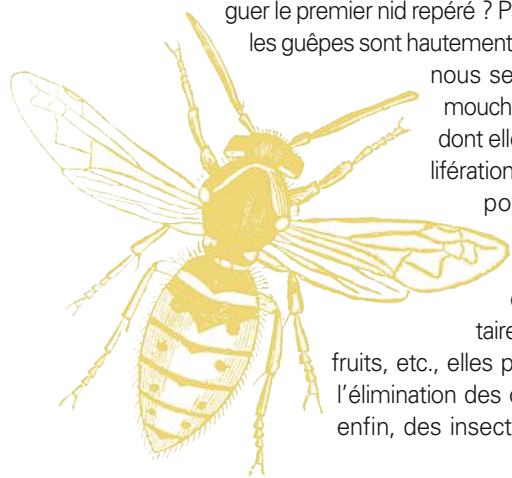 guer le premier nid repéré ? P
les guêpes sont hautement
nous se
mouch
dont elle
lifération
po
taire
fruits, etc., elles p
l’élimination des
enfin, des insect